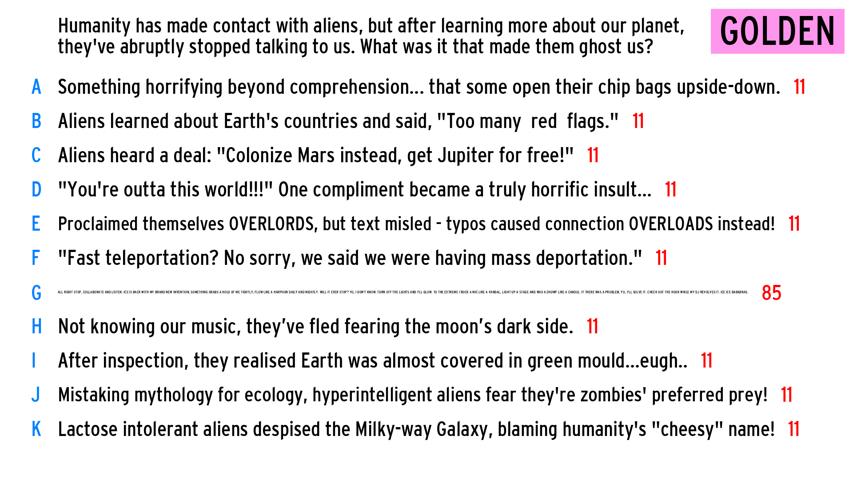 Humanity has made contact with aliens, but after learning more about our planet,
they've abruptly stopped talking to us. What was it that made them ghost us?
GOLDEN
A Something horrifying beyond comprehension... that some open their chip bags upside-down. 11
B Aliens learned about Earth's countries and said, "Too many red flags." 11
C Aliens heard a deal: "Colonize Mars instead, get Jupiter for free!" 11
D "You're outta this world!!!" One compliment became a truly horrific insult... 11
E Proclaimed themselves OVERLORDS, but text misled - typos caused connection OVERLOADS instead! 11
F "Fast teleportation? No sorry, we said we were having mass deportation." 11
G 85
H Not knowing our music, they’ve fled fearing the moon’s dark side. 11
I After inspection, they realised Earth was almost covered in green mould...eugh.. 11
J Mistaking mythology for ecology, hyperintelligent aliens fear they're zombies' preferred prey! 11
K Lactose intolerant aliens despised the Milky-way Galaxy, blaming humanity's "cheesy" name! 11